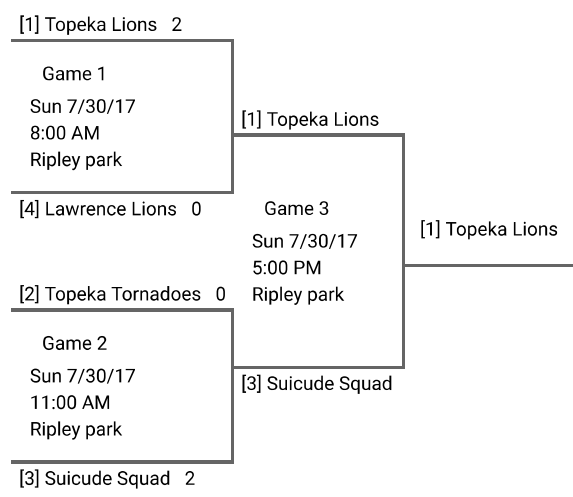 [1] Topeka Lions 2
Game 1
Sun 7/30/17
8:00 AM
Ripley park
[4] Lawrence Lions 0
[2] Topeka Tornadoes 0
Game 2
Sun 7/30/17
11:00 AM
Ripley park
[3] Suicude Squad 2
[1] Topeka Lions
Game 3
Sun 7/30/17
5:00 PM
Ripley park
[3] Suicude Squad
[1] Topeka Lions